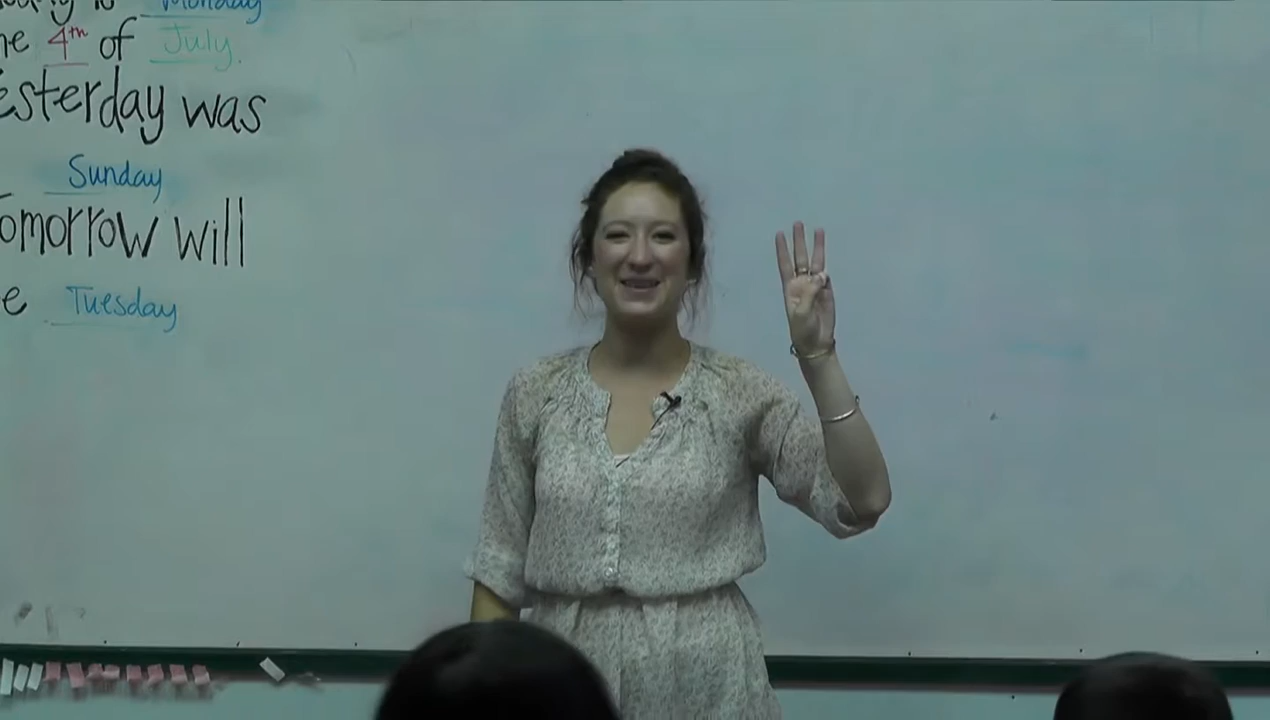 Monday
4th of July.
esterday was
Sunday
omorrow will
e Tuesday